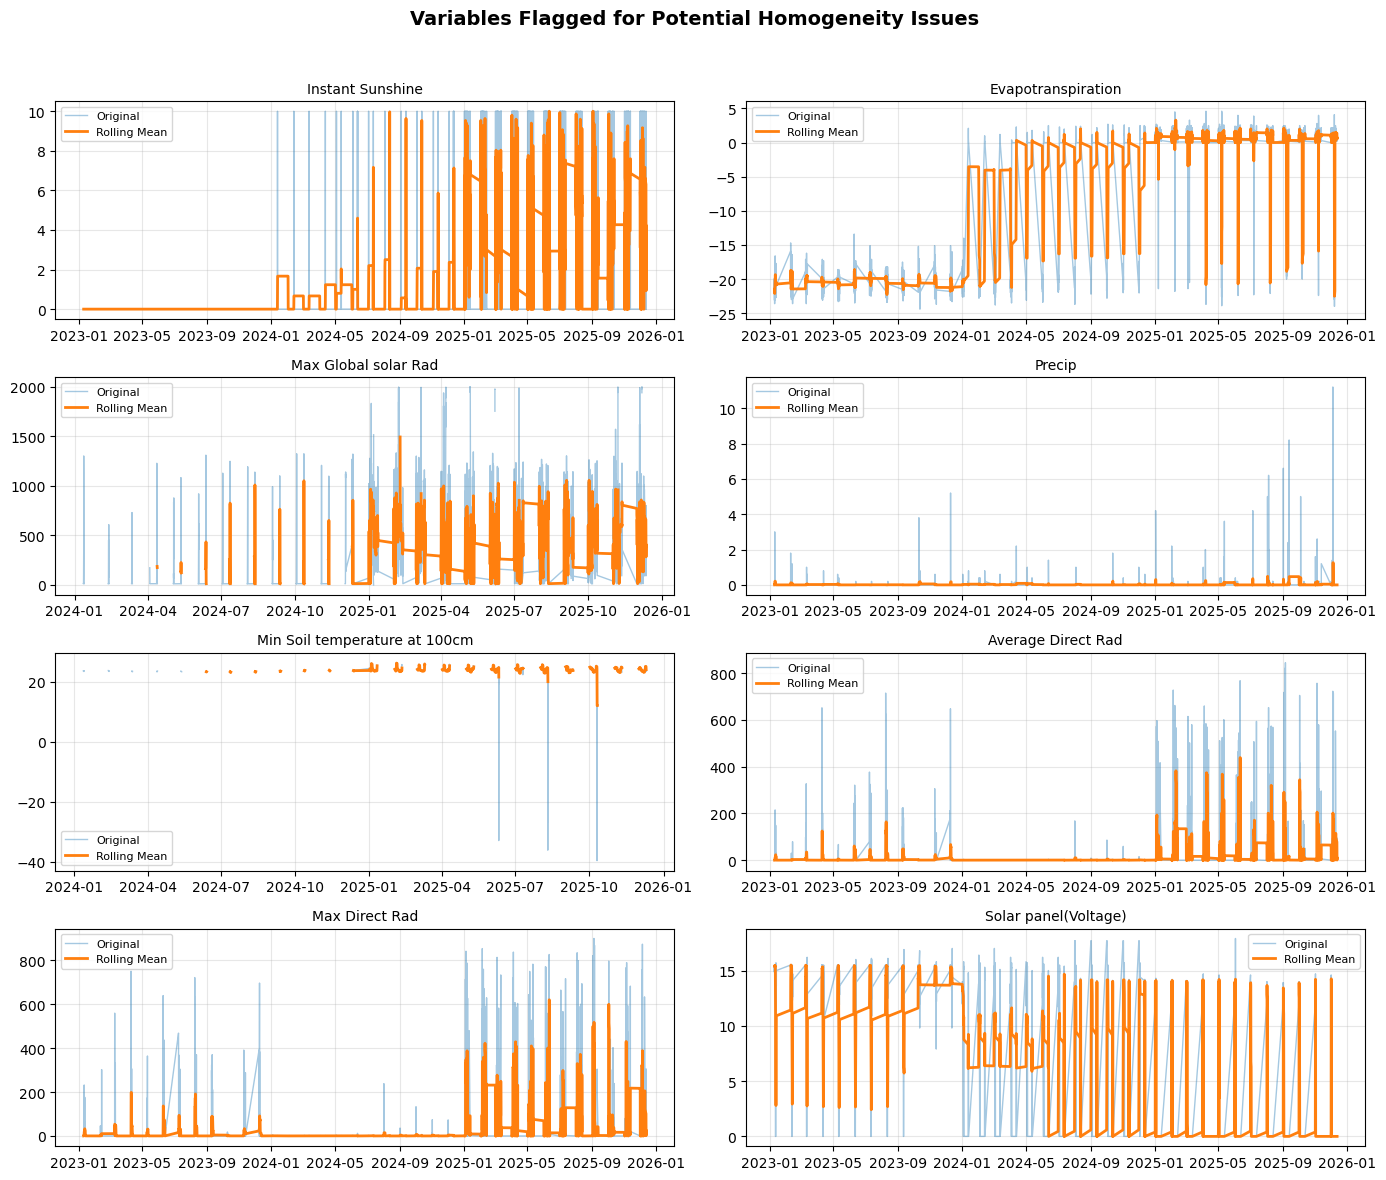 Variables Flagged for Potential Homogeneity Issues
Instant Sunshine
Original
Rolling Mean
10
8
6
4
2
0
2023-01 2023-05 2023-09 2024-01 2024-05 2024-09 2025-01 2025-05 2025-09 2026-01
Evapotranspiration
Original
Rolling Mean
5
0
−5
−10
−15
−20
−25
2023-01 2023-05 2023-09 2024-01 2024-05 2024-09 2025-01 2025-05 2025-09 2026-01
Max Global solar Rad
Original
Rolling Mean
2000
1500
1000
500
0
2024-01 2024-04 2024-07 2024-10 2025-01 2025-04 2025-07 2025-10 2026-01
Precip
Original
Rolling Mean
10
8
6
4
2
0
2023-01 2023-05 2023-09 2024-01 2024-05 2024-09 2025-01 2025-05 2025-09 2026-01
Min Soil temperature at 100cm
20
0
−20
−40
Original
Rolling Mean
2024-01 2024-04 2024-07 2024-10 2025-01 2025-04 2025-07 2025-10 2026-01
Average Direct Rad
Original
Rolling Mean
800
600
400
200
0
2023-01 2023-05 2023-09 2024-01 2024-05 2024-09 2025-01 2025-05 2025-09 2026-01
Max Direct Rad
Original
Rolling Mean
800
600
400
200
0
2023-01 2023-05 2023-09 2024-01 2024-05 2024-09 2025-01 2025-05 2025-09 2026-01
Solar panel(Voltage)
Original
Rolling Mean
15
10
5
0
2023-01 2023-05 2023-09 2024-01 2024-05 2024-09 2025-01 2025-05 2025-09 2026-01